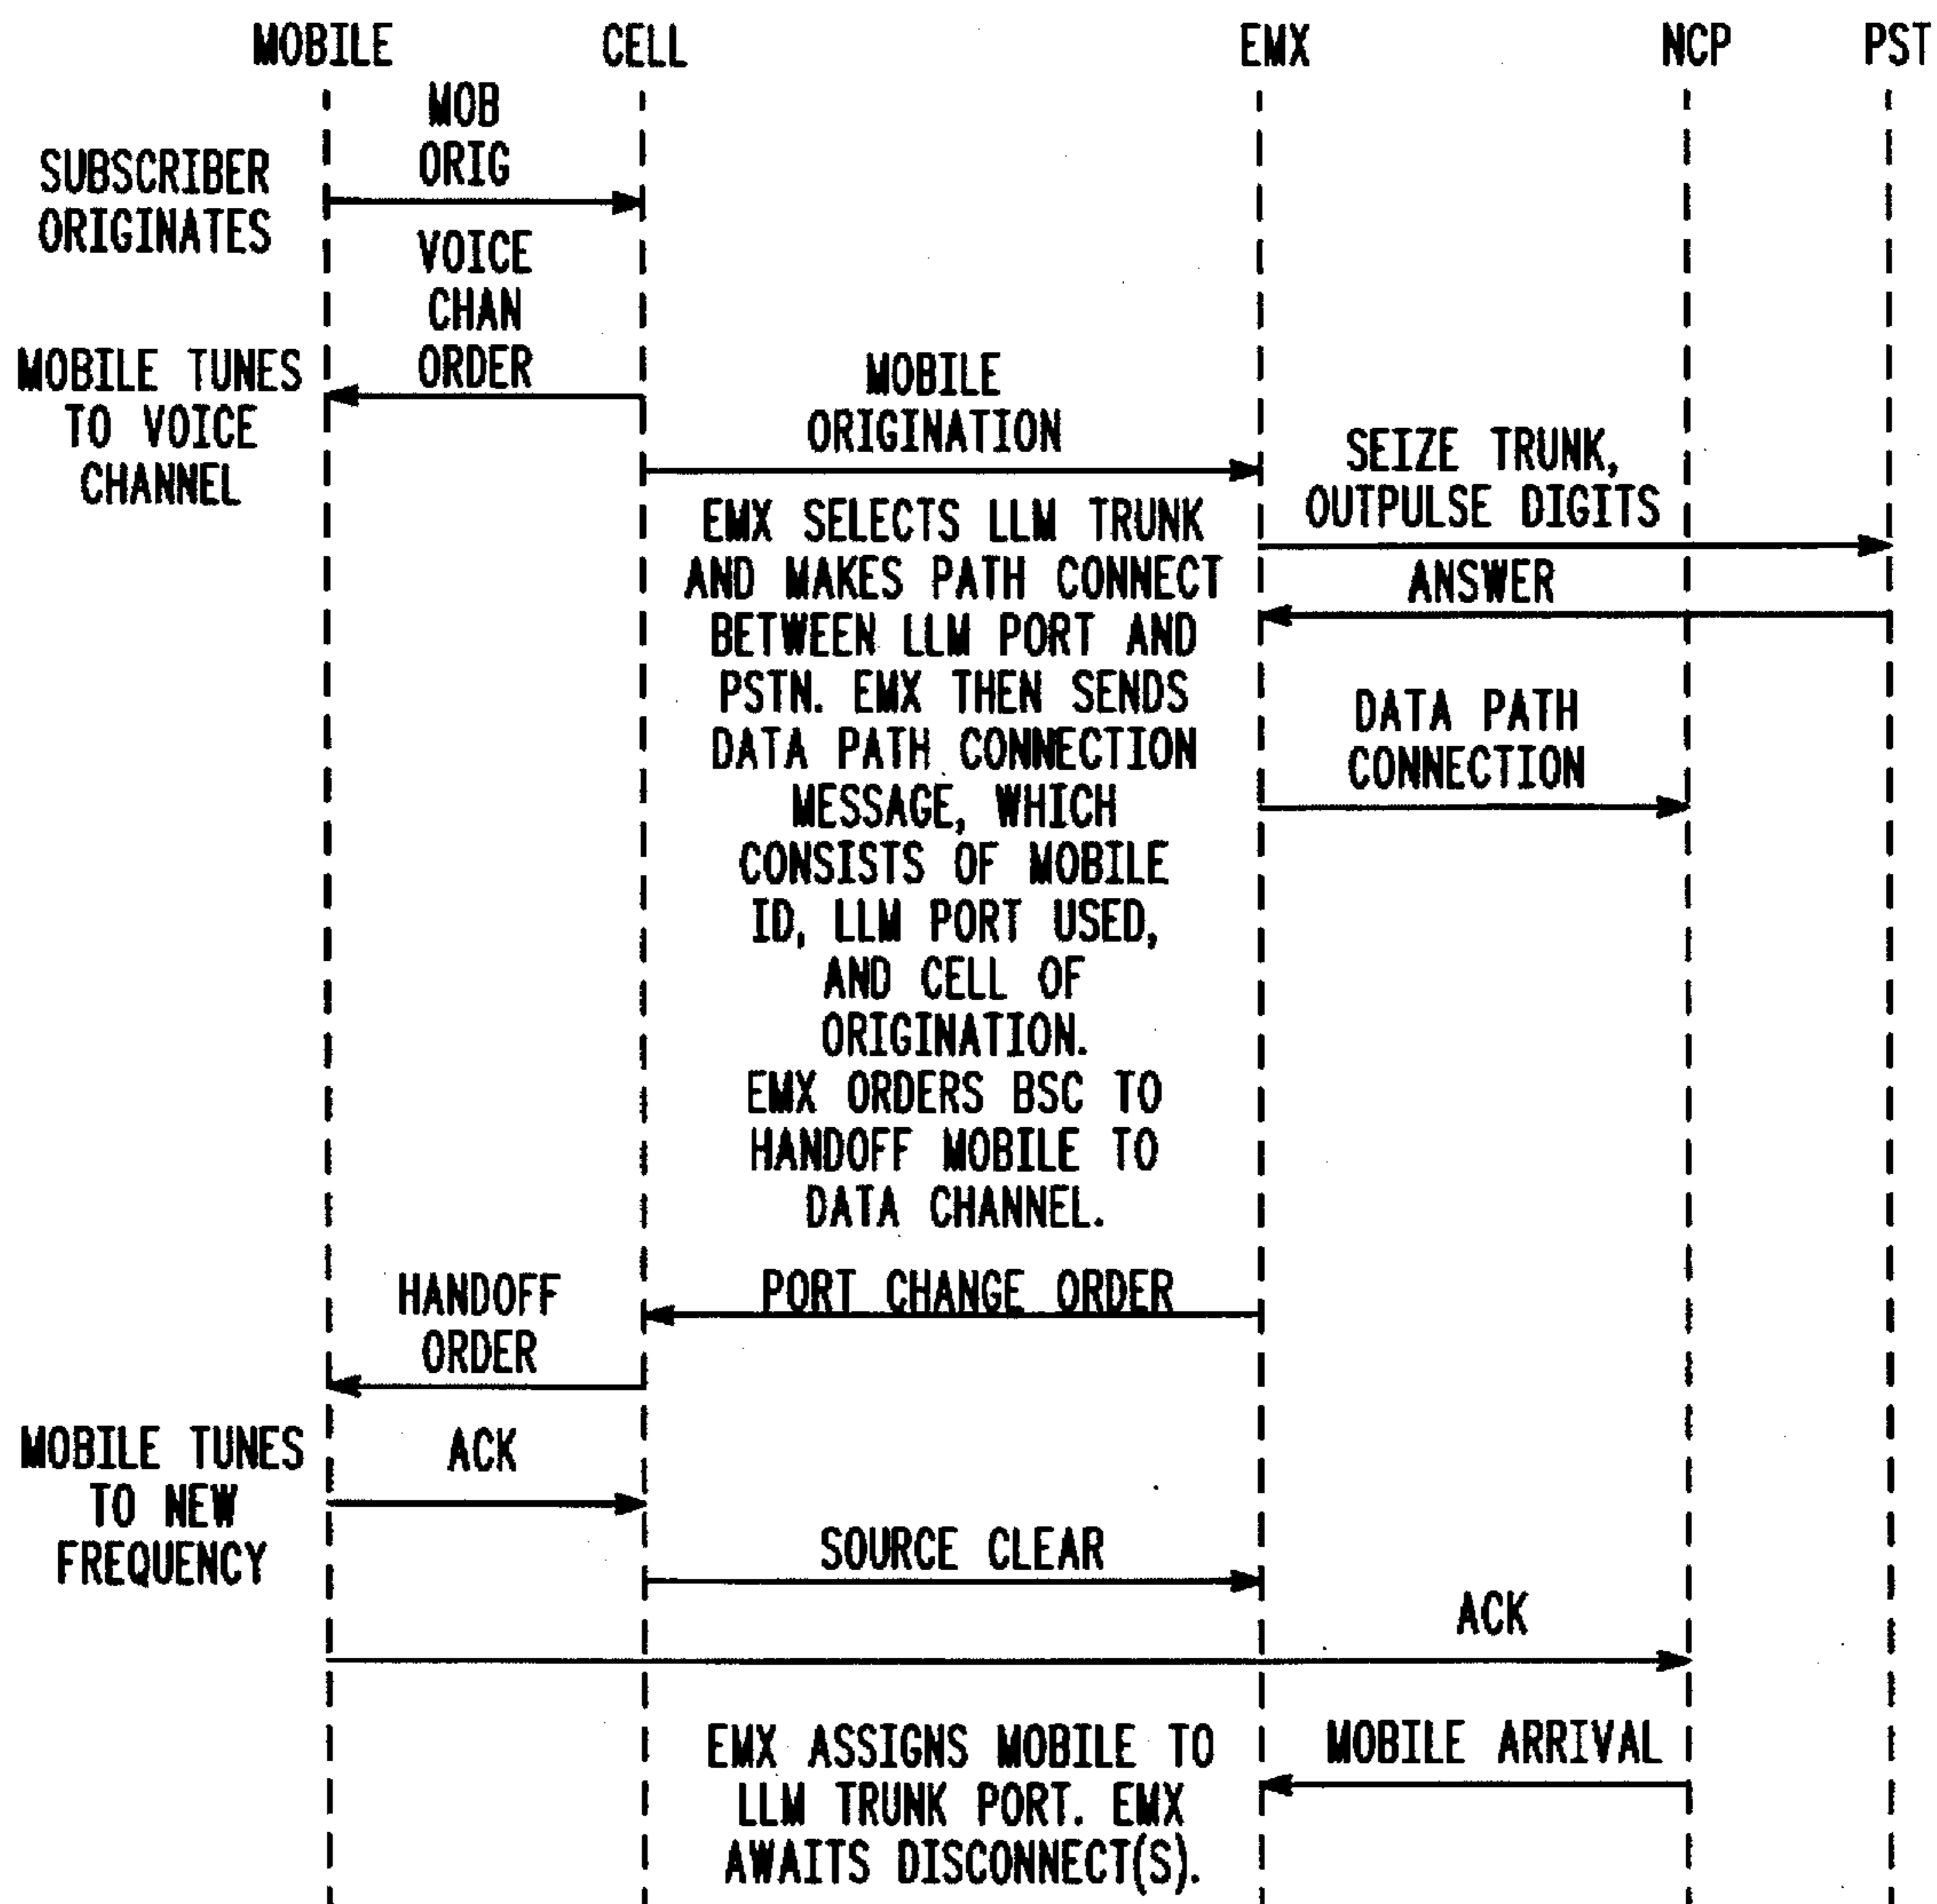 MOBILE CELL EMX NCP PST
MOB
ORIG
SUBSCRIBER
ORIGINATES
VOICE
CHAN
ORDER
MOBILE TUNES
TO VOICE
CHANNEL
MOBILE
ORIGINATION
SEIZE TRUNK,
OUTPULSE DIGITS
ANSWER
EMX SELECTS LLM TRUNK
AND MAKES PATH CONNECT
BETWEEN LLM PORT AND
PSTN. EMX THEN SENDS
DATA PATH CONNECTION
MESSAGE, WHICH
CONSISTS OF MOBILE
ID, LLM PORT USED,
AND CELL OF
ORIGINATION.
EMX ORDERS BSC TO
HANDOFF MOBILE TO
DATA CHANNEL.
DATA PATH
CONNECTION
PORT CHANGE ORDER
HANDOFF
ORDER
MOBILE TUNES
TO NEW
FREQUENCY
ACK
SOURCE CLEAR
ACK
EMX ASSIGNS MOBILE TO
LLM TRUNK PORT. EMX
AWAITS DISCONNECT(S).
MOBILE ARRIVAL